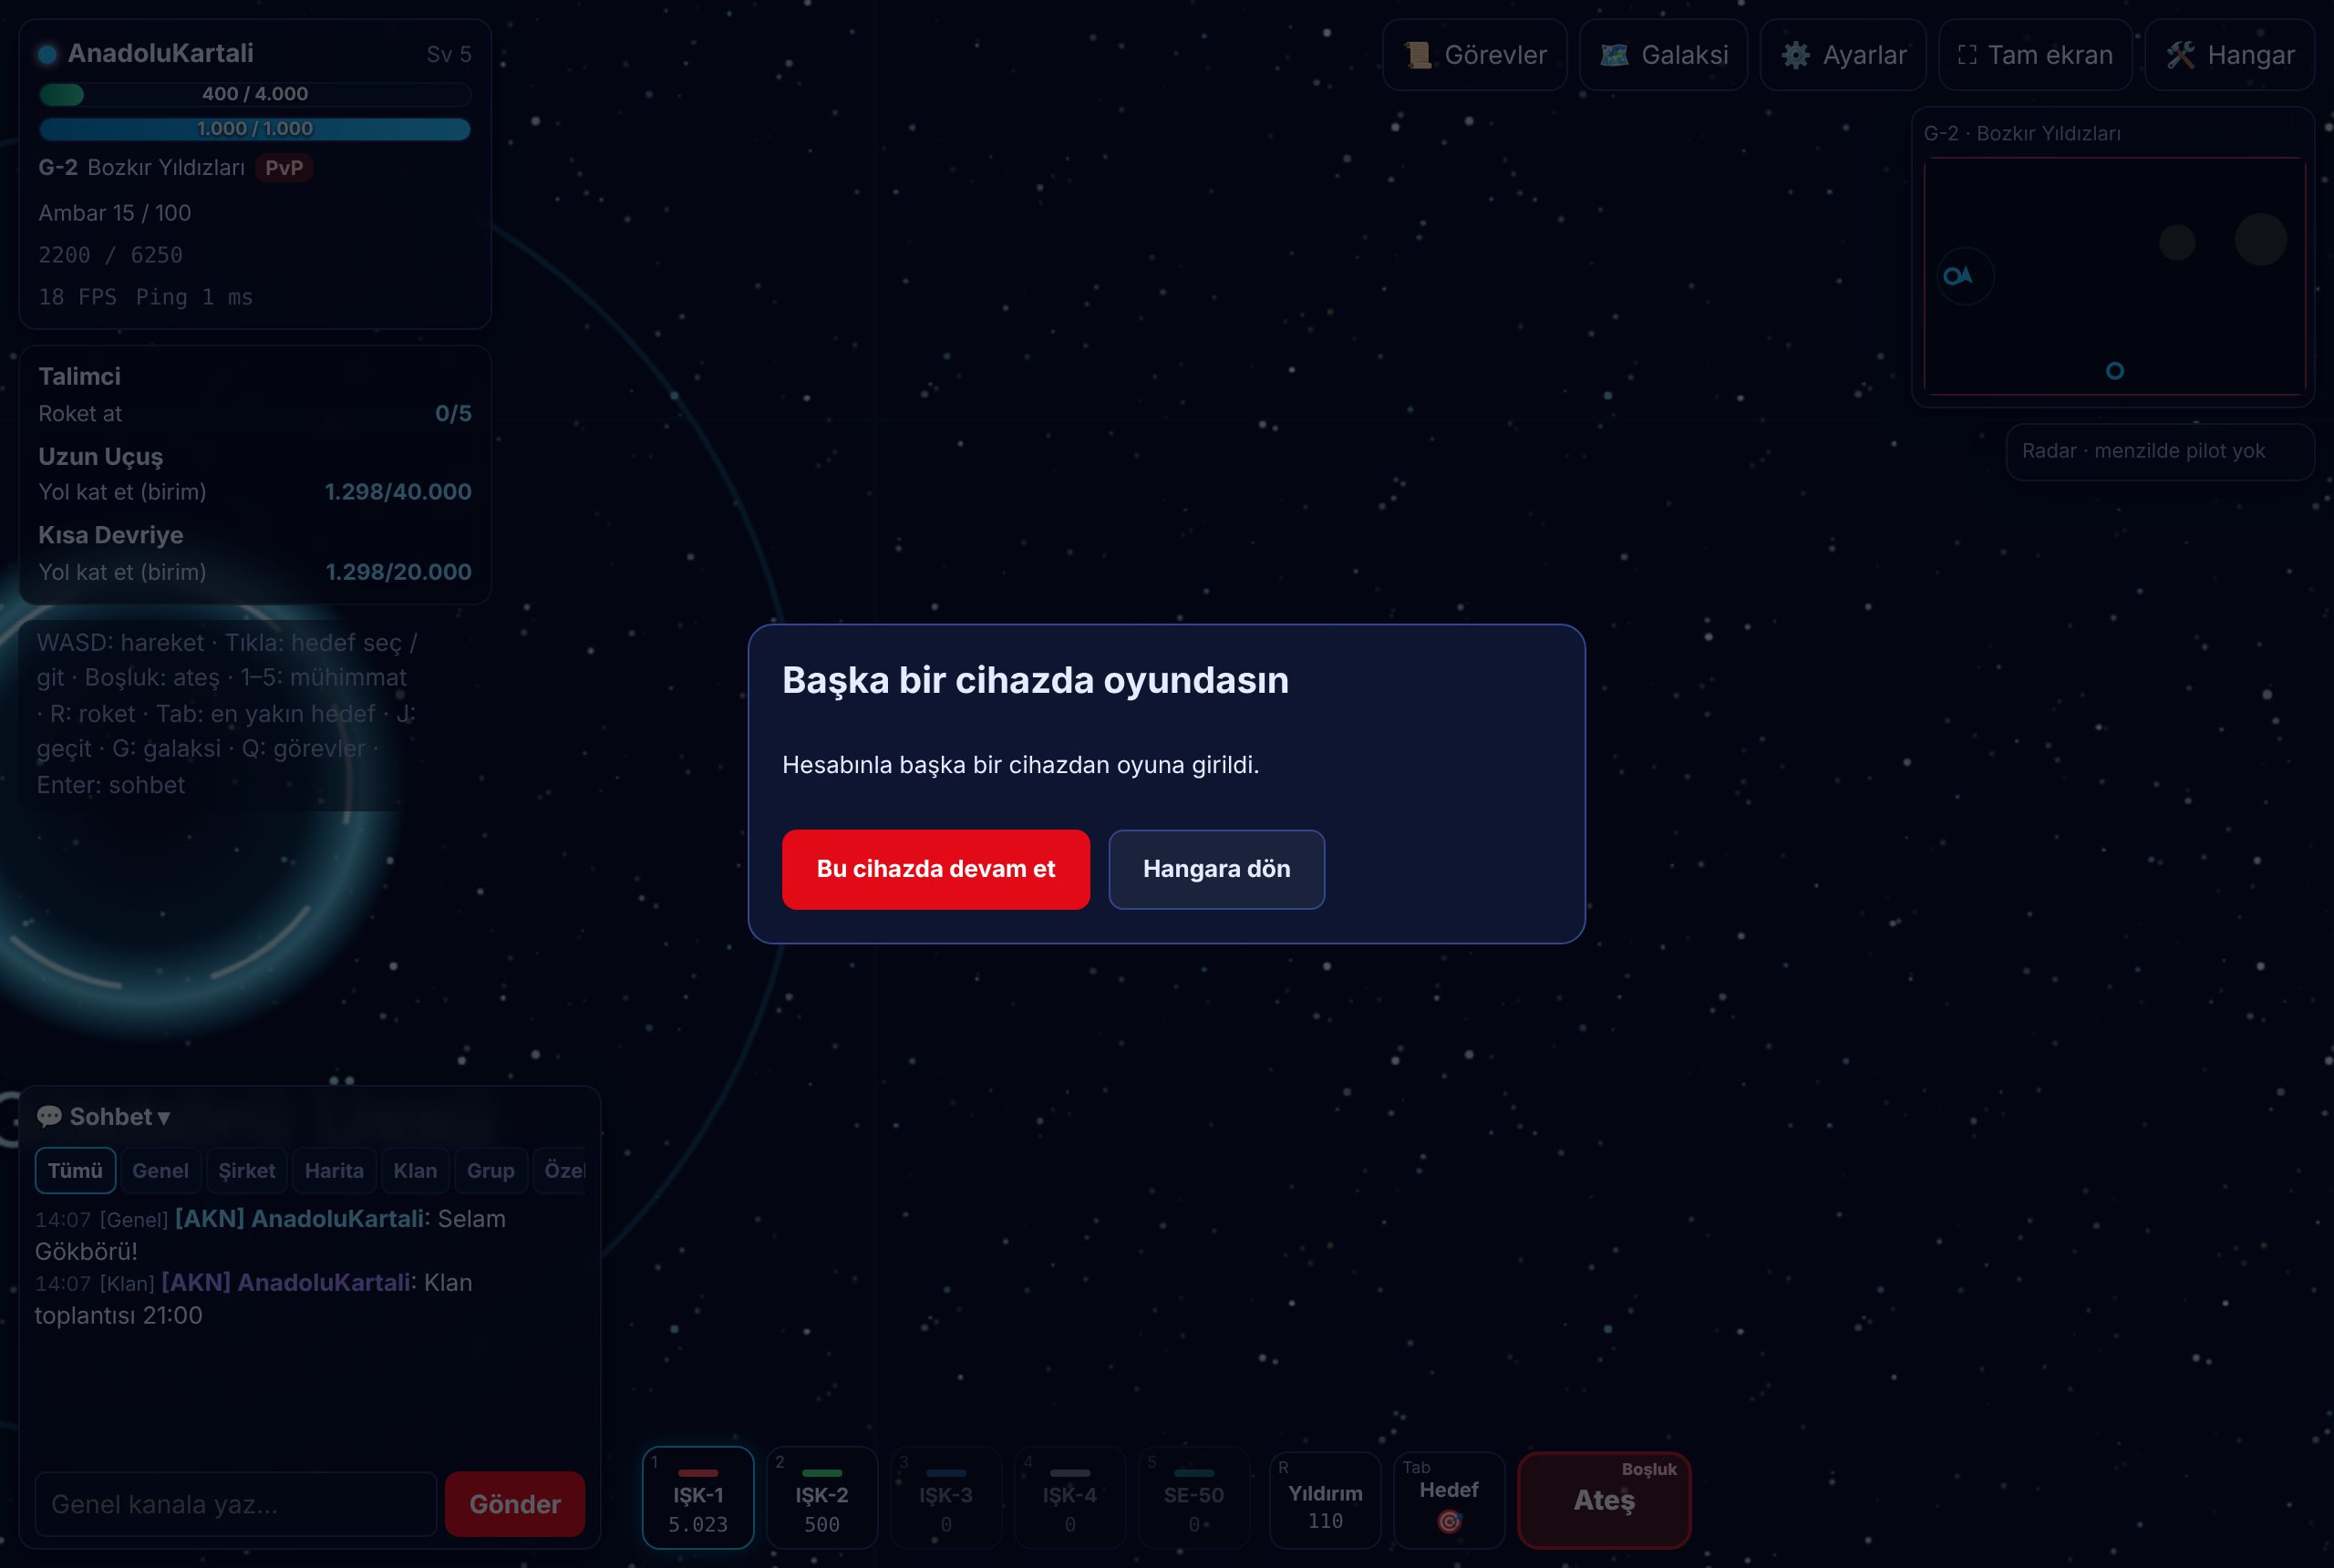 AnadoluKartali Sv 5
400 / 4.000
1.000 / 1.000
G-2 Bozkır Yıldızları PvP
Ambar 15 / 100
2200 / 6250
18 FPS Ping 1 ms
Talimci
Roket at 0/5
Uzun Uçuş
Yol kat et (birim) 1.298/40.000
Kısa Devriye
Yol kat et (birim) 1.298/20.000
WASD: hareket · Tıkla: hedef seç /
git · Boşluk: ateş · 1–5: mühimmat
· R: roket · Tab: en yakın hedef · J:
geçit · G: galaksi · Q: görevler ·
Enter: sohbet
Görevler Galaksi Ayarlar Tam ekran Hangar
G-2 · Bozkır Yıldızları
Radar · menzilde pilot yok
Başka bir cihazda oyundasın
Hesabınla başka bir cihazdan oyuna girildi.
Bu cihazda devam et Hangara dön
Sohbet ▾
Tümü Genel Şirket Harita Klan Grup Özel
14:07 [Genel] [AKN] AnadoluKartali: Selam
Gökbörü!
14:07 [Klan] [AKN] AnadoluKartali: Klan
toplantısı 21:00
Genel kanala yaz...
Gönder
1 IŞK-1 5.023
2 IŞK-2 500
3 IŞK-3 0
4 IŞK-4 0
5 SE-50 0
R Yıldırım 110
Tab Hedef
Boşluk Ateş